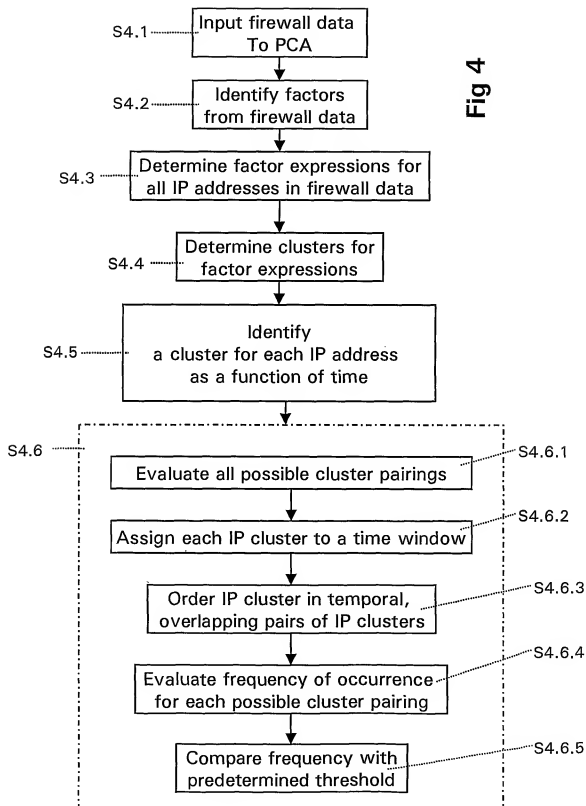 S4.1
Input firewall data
To PCA
Fig 4
S4.2
Identify factors
from firewall data
S4.3
Determine factor expressions for
all IP addresses in firewall data
S4.4
Determine clusters for
factor expressions
S4.5
Identify
a cluster for each IP address
as a function of time
S4.6
S4.6.1
Evaluate all possible cluster pairings
S4.6.2
Assign each IP cluster to a time window
S4.6.3
Order IP cluster in temporal,
overlapping pairs of IP clusters
S4.6.4
Evaluate frequency of occurrence
for each possible cluster pairing
S4.6.5
Compare frequency with
predetermined threshold